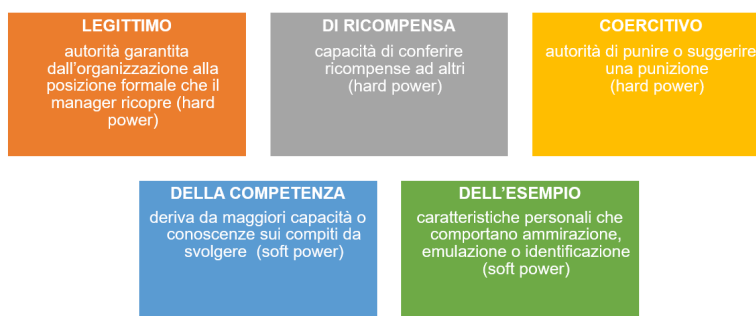 LEGITTIMO
autorità garantita
dall'organizzazione alla
posizione formale che il
manager ricopre (hard
power)
DI RICOMPENSA
capacità di conferire
ricompense ad altri
(hard power)
COERCITIVO
autorità di punire o suggerire
una punizione
(hard power)
DELLA COMPETENZA
deriva da maggiori capacità o
conoscenze sui compiti da
svolgere (soft power)
DELL'ESEMPIO
caratteristiche personali che
comportano ammirazione,
emulazione o identificazione
(soft power)